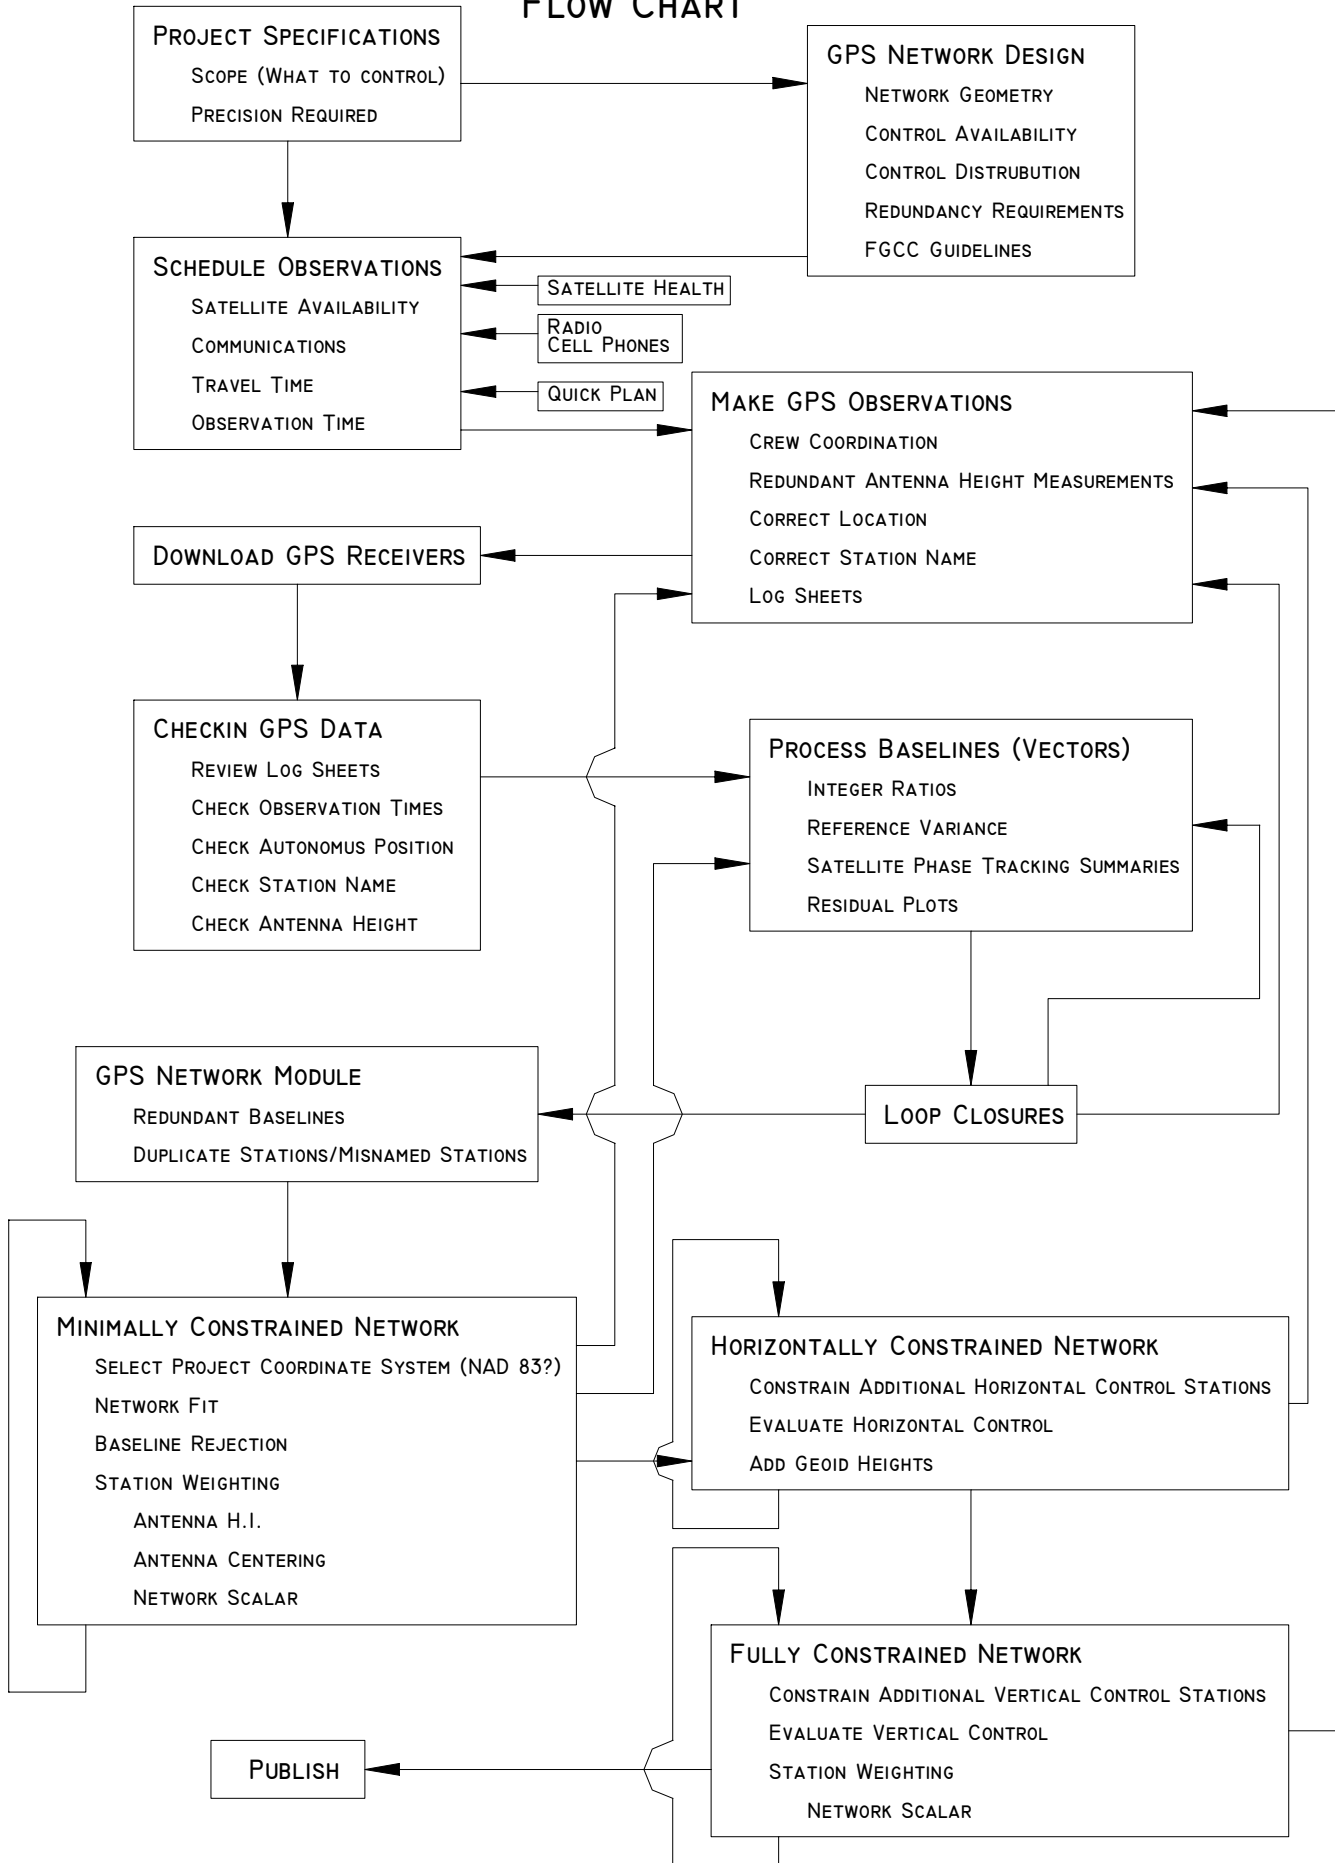 FLOW CHART
PROJECT SPECIFICATIONS
SCOPE (WHAT TO CONTROL)
PRECISION REQUIRED
GPS NETWORK DESIGN
NETWORK GEOMETRY
CONTROL AVAILABILITY
CONTROL DISTRUBUTION
REDUNDANCY REQUIREMENTS
FGCC GUIDELINES
SCHEDULE OBSERVATIONS
SATELLITE AVAILABILITY
COMMUNICATIONS
TRAVEL TIME
OBSERVATION TIME
SATELLITE HEALTH
RADIO
CELL PHONES
QUICK PLAN
MAKE GPS OBSERVATIONS
CREW COORDINATION
REDUNDANT ANTENNA HEIGHT MEASUREMENTS
CORRECT LOCATION
CORRECT STATION NAME
LOG SHEETS
DOWNLOAD GPS RECEIVERS
CHECKIN GPS DATA
REVIEW LOG SHEETS
CHECK OBSERVATION TIMES
CHECK AUTONOMUS POSITION
CHECK STATION NAME
CHECK ANTENNA HEIGHT
PROCESS BASELINES (VECTORS)
INTEGER RATIOS
REFERENCE VARIANCE
SATELLITE PHASE TRACKING SUMMARIES
RESIDUAL PLOTS
LOOP CLOSURES
GPS NETWORK MODULE
REDUNDANT BASELINES
DUPLICATE STATIONS/MISNAMED STATIONS
MINIMALLY CONSTRAINED NETWORK
SELECT PROJECT COORDINATE SYSTEM (NAD 83?)
NETWORK FIT
BASELINE REJECTION
STATION WEIGHTING
ANTENNA H.I.
ANTENNA CENTERING
NETWORK SCALAR
HORIZONTALLY CONSTRAINED NETWORK
CONSTRAIN ADDITIONAL HORIZONTAL CONTROL STATIONS
EVALUATE HORIZONTAL CONTROL
ADD GEOID HEIGHTS
FULLY CONSTRAINED NETWORK
CONSTRAIN ADDITIONAL VERTICAL CONTROL STATIONS
EVALUATE VERTICAL CONTROL
STATION WEIGHTING
NETWORK SCALAR
PUBLISH